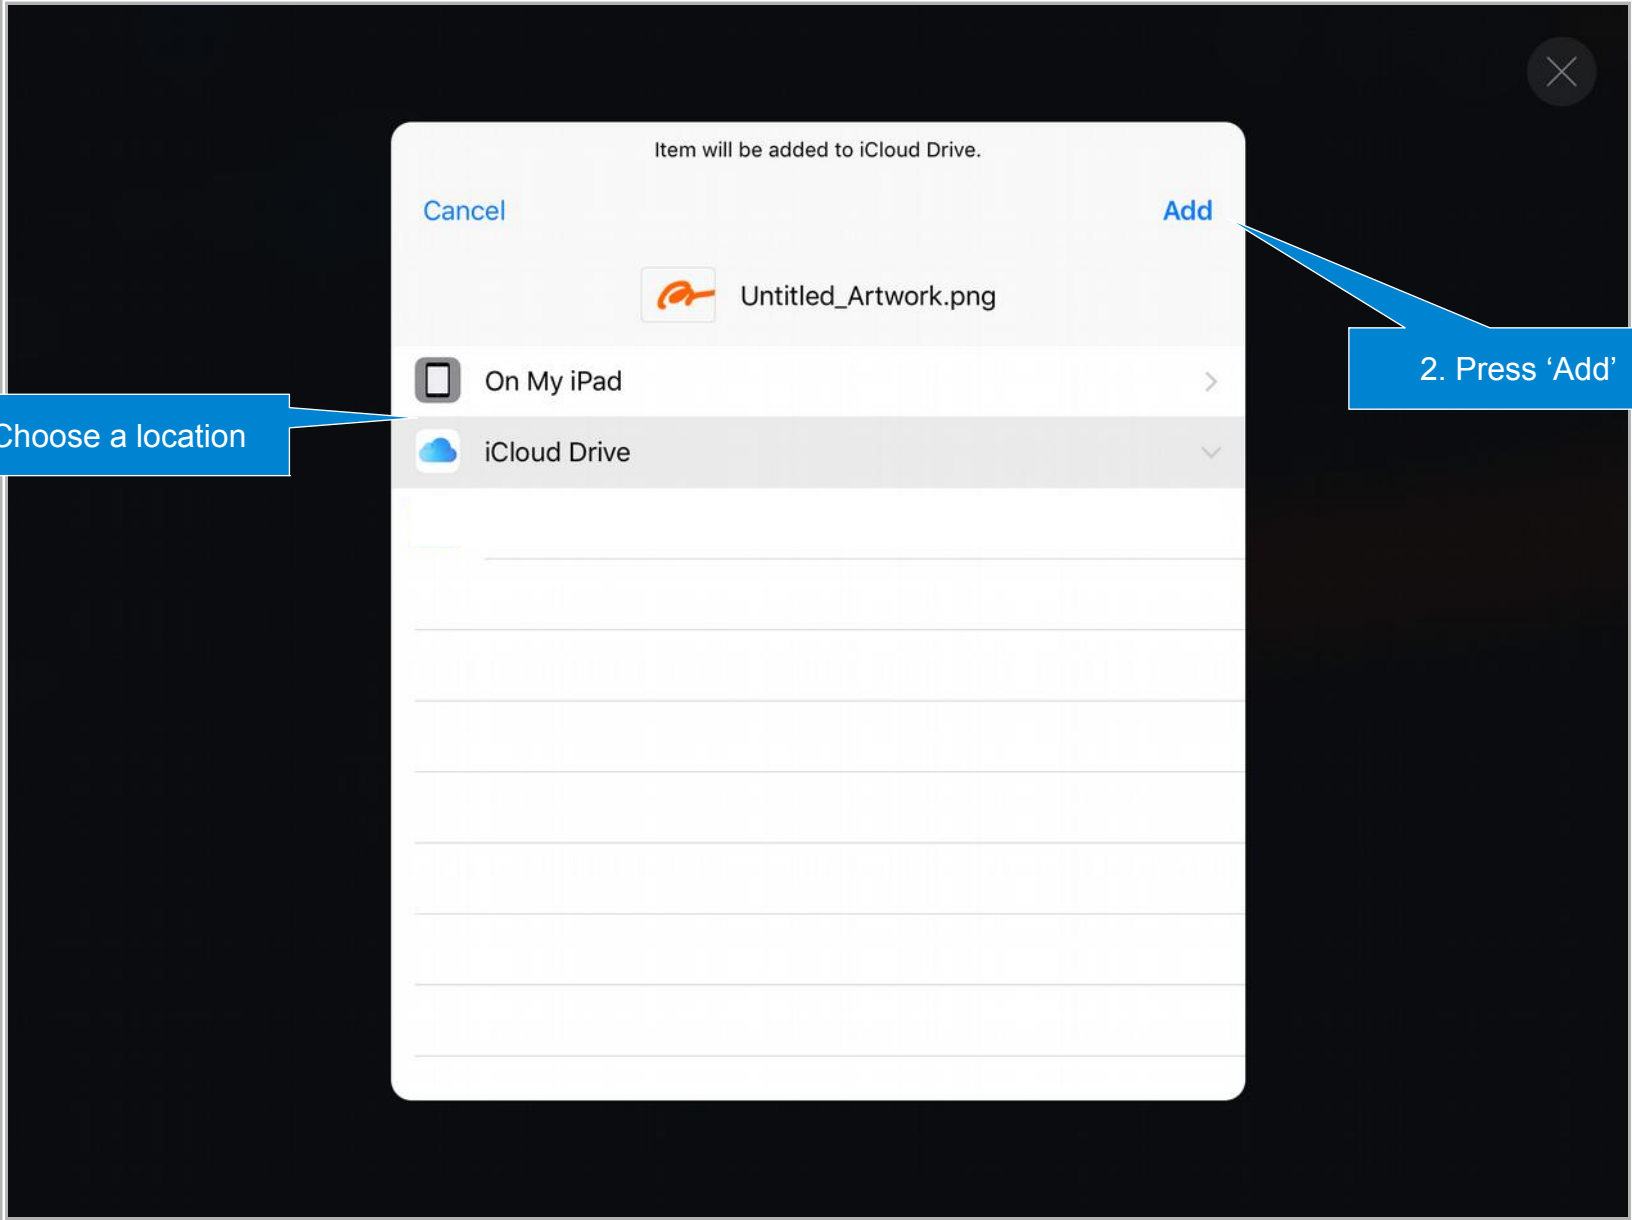 Item will be added to iCloud Drive.
Cancel
Add
Untitled_Artwork.png
On My iPad
2. Press ‘Add’
Choose a location
iCloud Drive